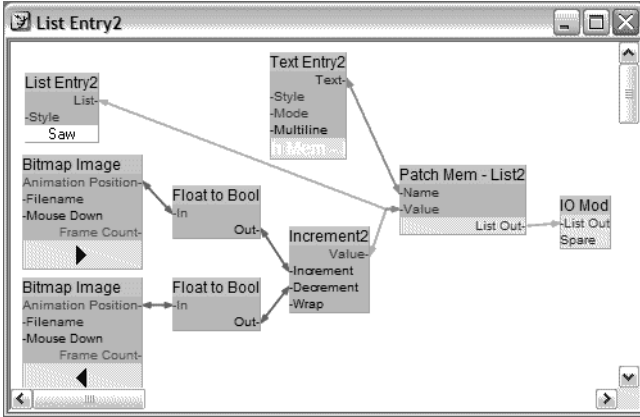 List Entry2
Text Entry2
Text-
-Style
-Mode
-Multiline
List Entry2
List-
-Style
Saw
Bitmap Image
Animation Position-
-Filename
-Mouse Down
Frame Count-
Float to Bool
-In
Out-
Increment2
Value-
-Increment
-Decrement
-Wrap
Patch Mem - List2
-Name
-Value
List Out-
IO Mod
-List Out
Spare
Bitmap Image
Animation Position-
-Filename
-Mouse Down
Frame Count-
Float to Bool
-In
Out-